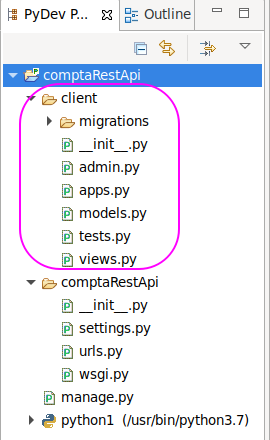 PyDev P... Outline
comptaRestApi
client
migrations
__init__.py
admin.py
apps.py
models.py
tests.py
views.py
comptaRestApi
__init__.py
settings.py
urls.py
wsgi.py
manage.py
python1 (/usr/bin/python3.7)